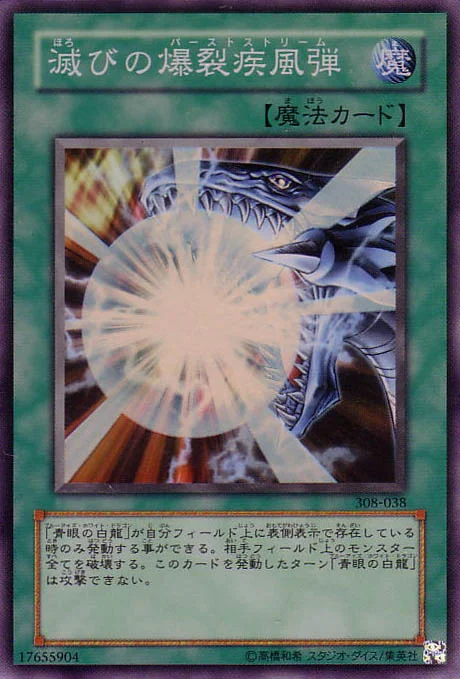 滅びの爆裂疾風弾
ほろ バーストストリーム
魔
【魔法カード】
まほう
308-038
「青眼の白龍」が自分フィールド上に表側表示で存在している
時のみ発動する事ができる。相手フィールド上のモンスター
全てを破壊する。このカードを発動したターン「青眼の白龍」
は攻撃できない。
17655904
©高橋和希 スタジオ・ダイス/集英社